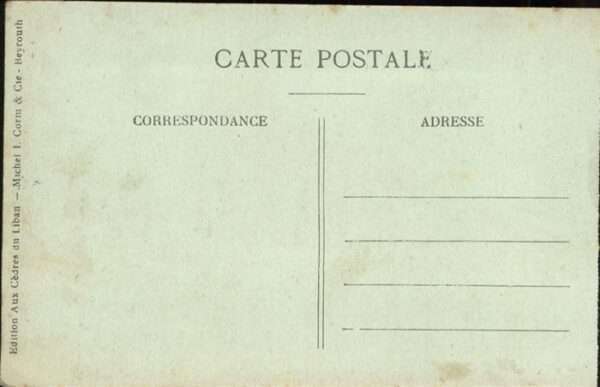 CARTE POSTALE
CORRESPONDANCE
ADRESSE
Edition Aux Cèdres du Liban — Michel I. Corm & Cie - Beyrouth